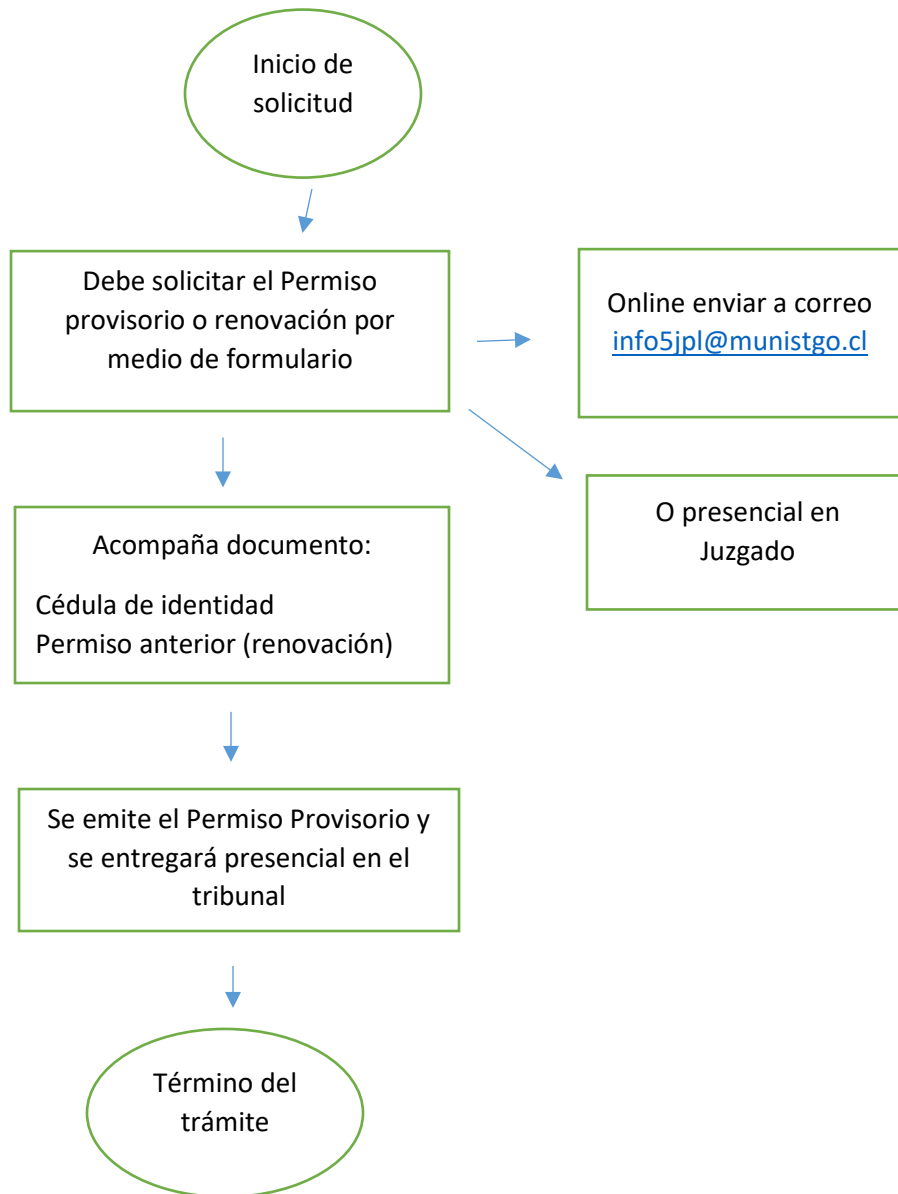 Inicio de
solicitud
Debe solicitar el Permiso
provisorio o renovación por
medio de formulario
Online enviar a correo
info5jpl@munistgo.cl
O presencial en
Juzgado
Acompaña documento:
Cédula de identidad
Permiso anterior (renovación)
Se emite el Permiso Provisorio y
se entregará presencial en el
tribunal
Término del
trámite